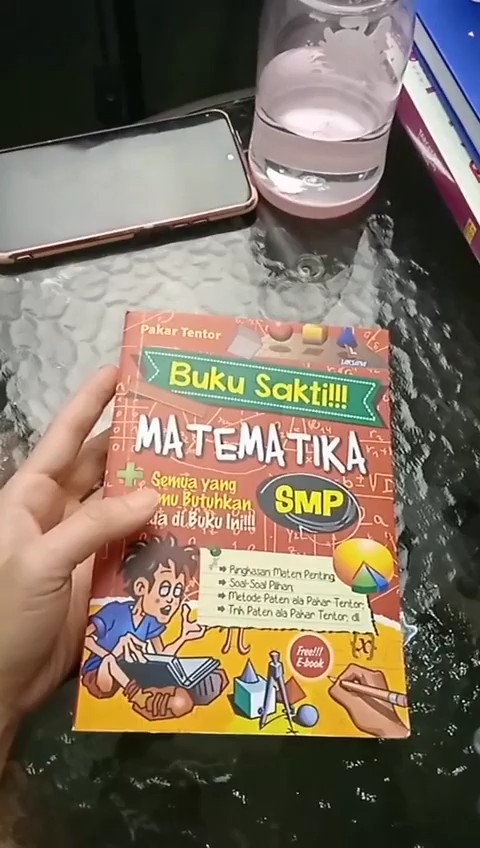 Pakar Tentor
Buku Sakti!!!
MATEMATIKA
SMP
Semua yang
Butuhkan
di Buku Ini!!!
Ringkasan Materi Penting;
Soal-Soal Pilihan;
Metode Paten ala Pakar Tentor;
Trik Paten ala Pakar Tentor; dll
Free!!!
E-book